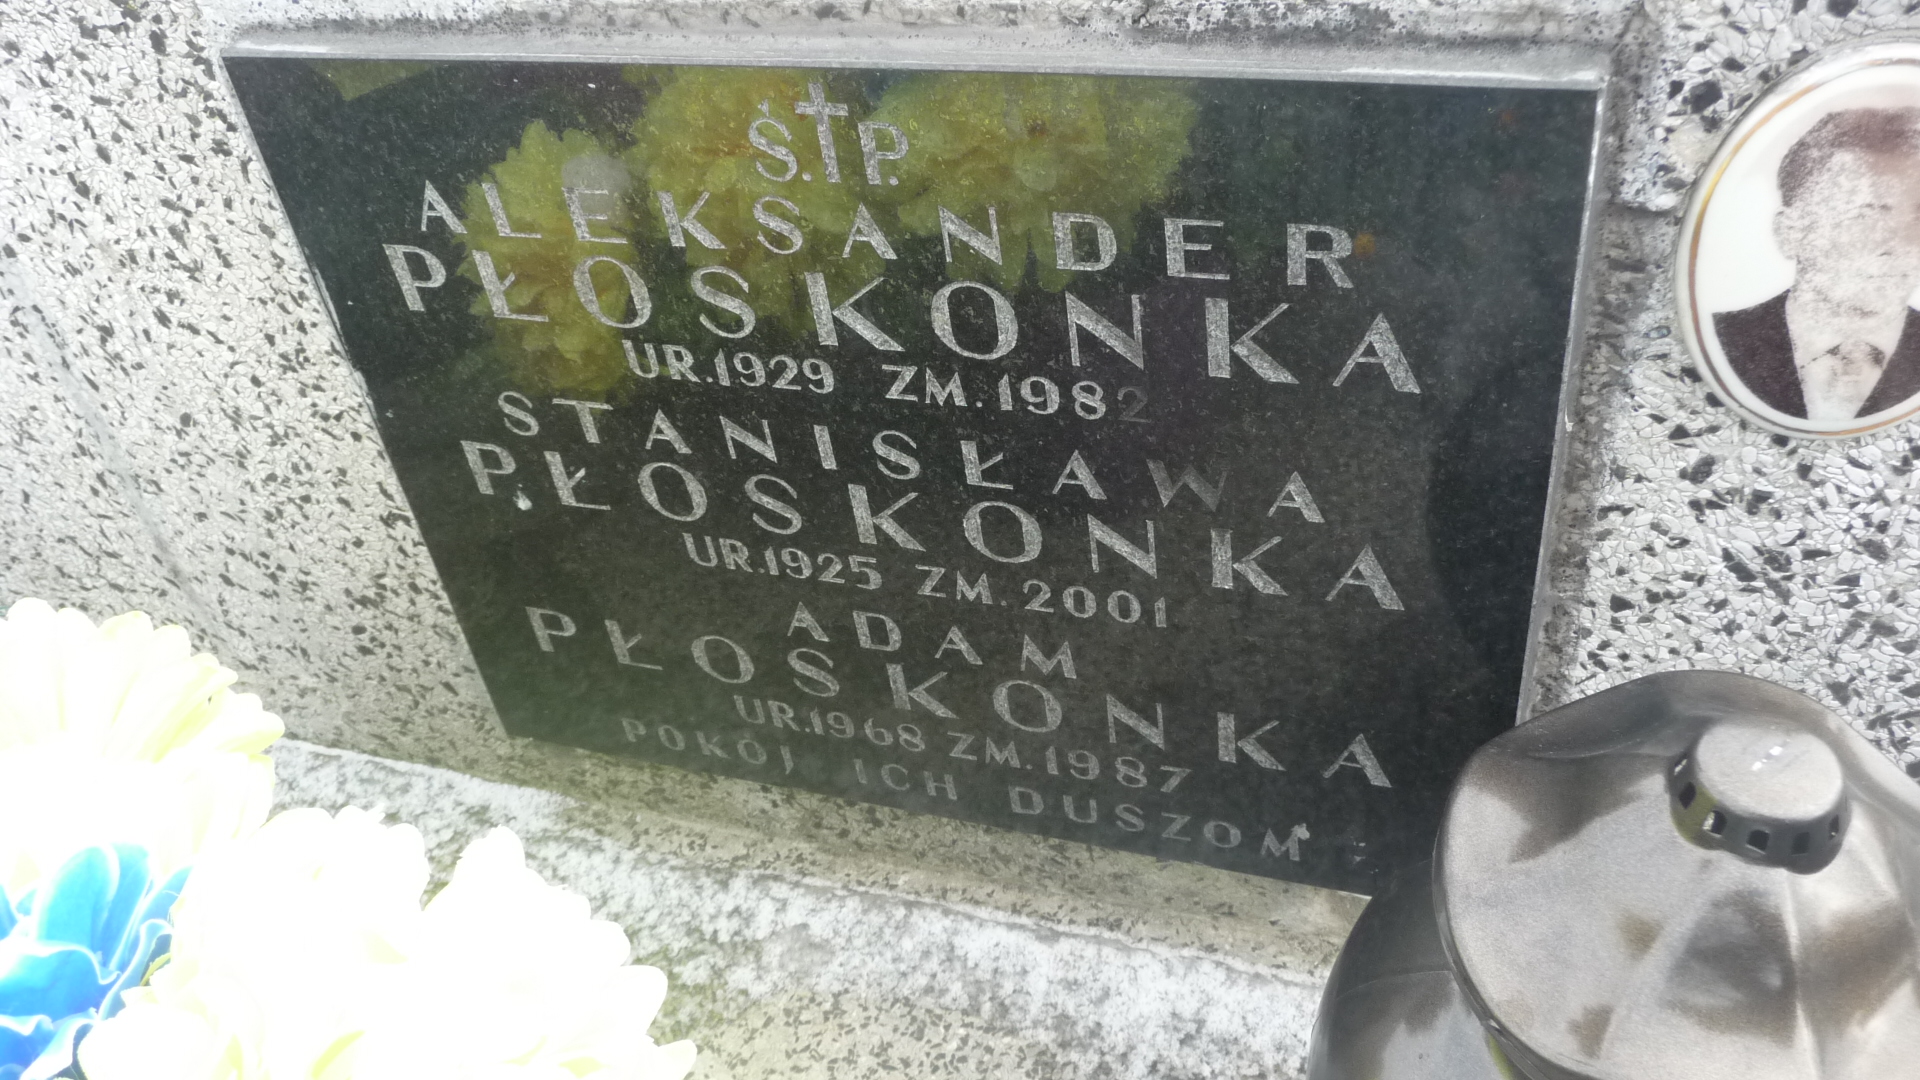 Ś.†P.
ALEKSANDER
PŁOSKONKA
UR.1929 ZM.1982
STANISŁAWA
PŁOSKONKA
UR.1925 ZM.2001
ADAM
PŁOSKONKA
UR.1968 ZM.1987
POKÓJ ICH DUSZOM